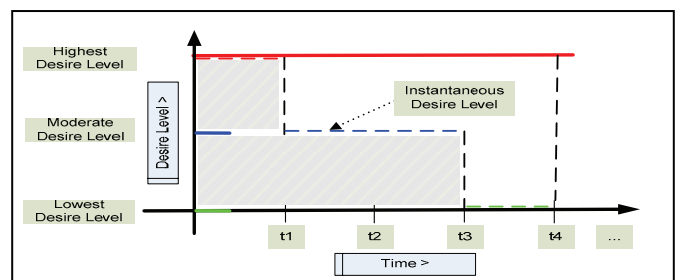 Highest
Desire Level
Instantaneous
Desire Level
Moderate
Desire Level
Desire Level >
Lowest
Desire Level
t1
t2
t3
t4
...
Time >